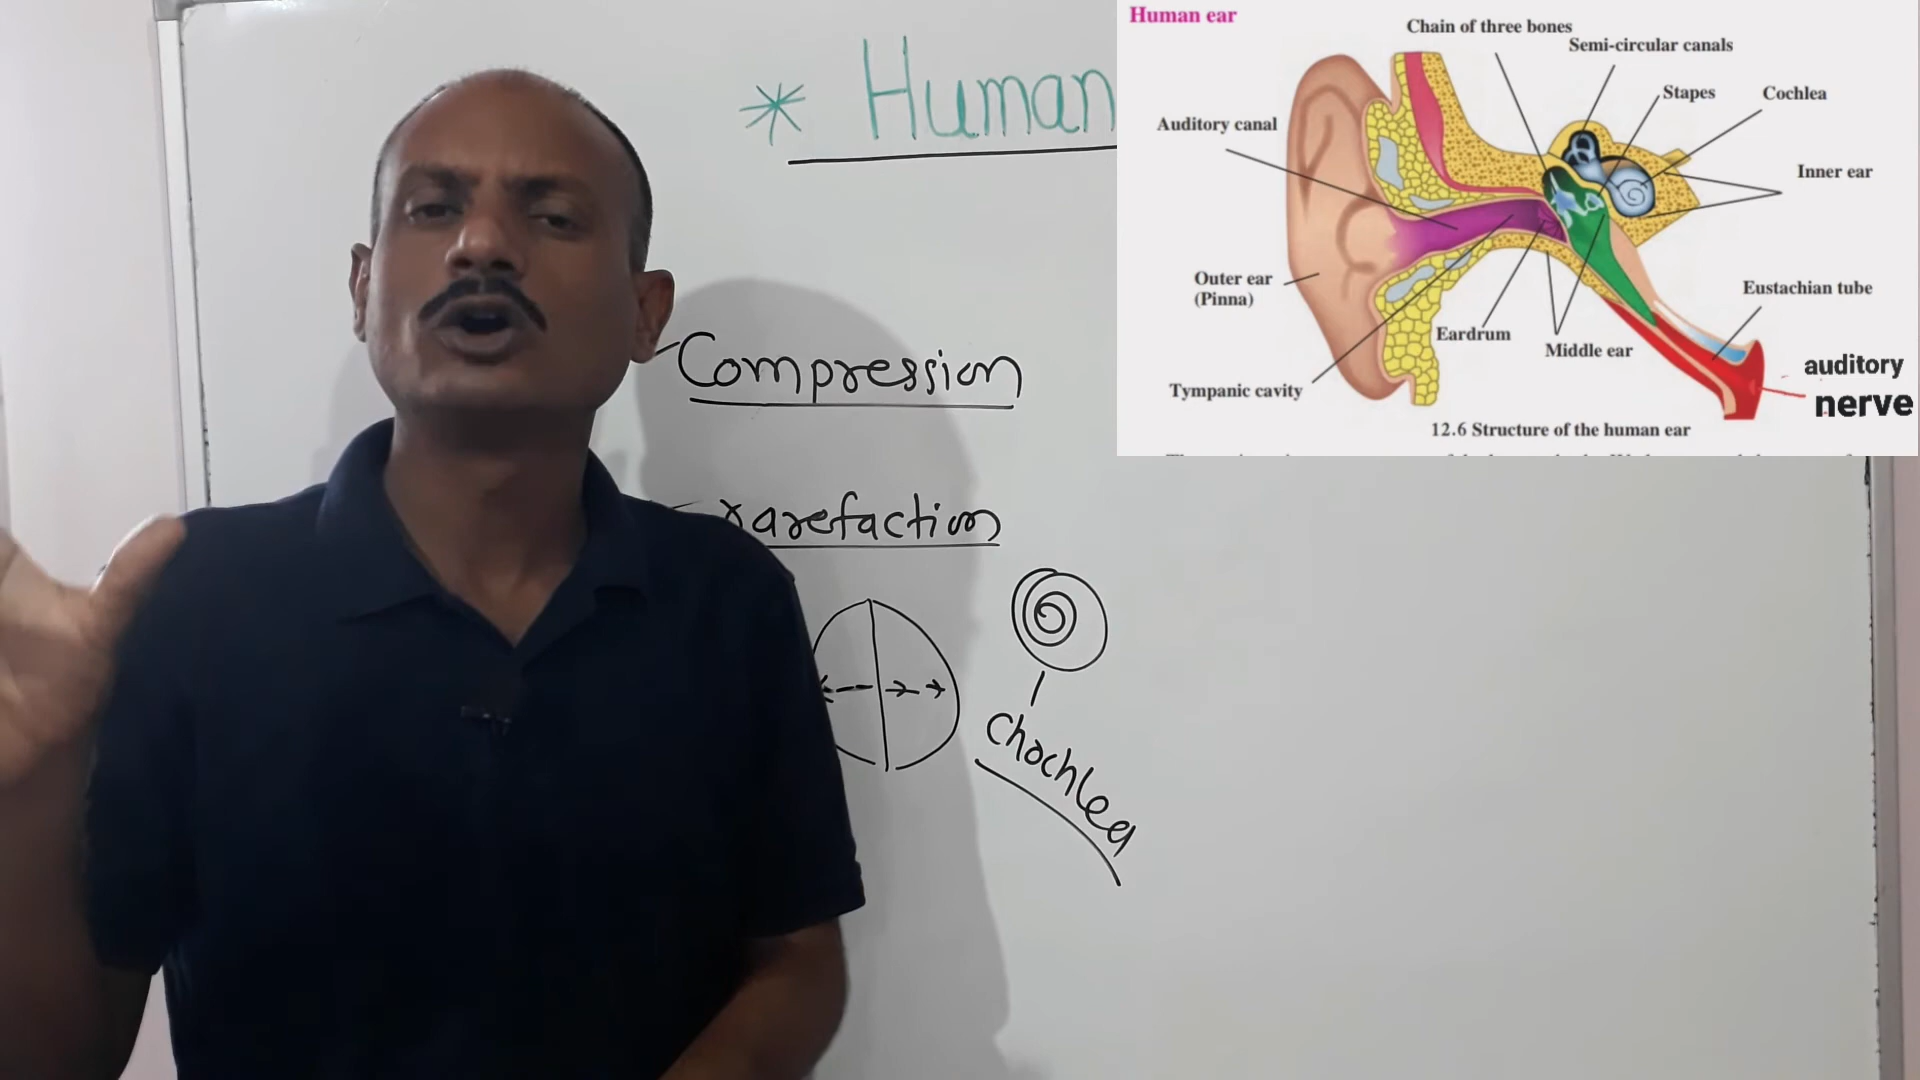 * Human
Compression
rarefaction
Chochlea
Human ear
Chain of three bones
Semi-circular canals
Stapes
Cochlea
Auditory canal
Inner ear
Outer ear
(Pinna)
Eustachian tube
Eardrum
Middle ear
auditory
nerve
Tympanic cavity
12.6 Structure of the human ear